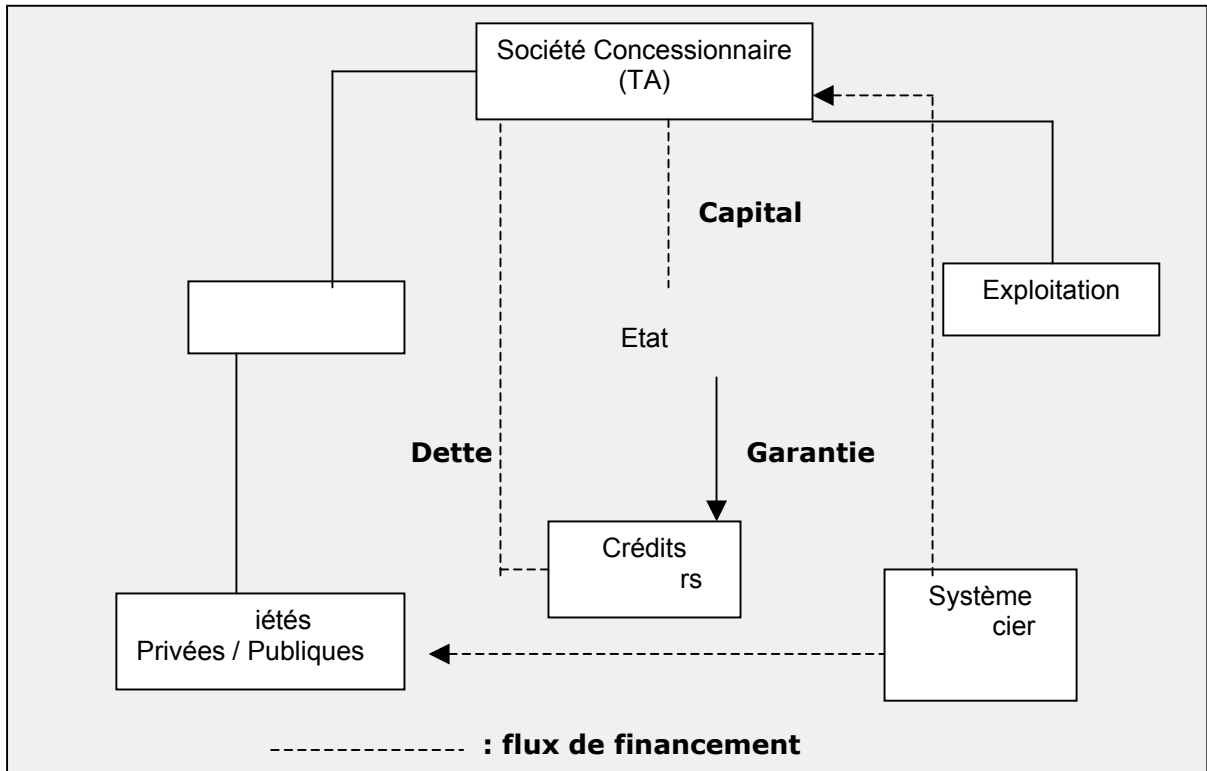 Société Concessionnaire
(TA)
Capital
Exploitation
Etat
Dette
Garantie
Crédits
rs
Système
cier
iétés
Privées / Publiques
: flux de financement